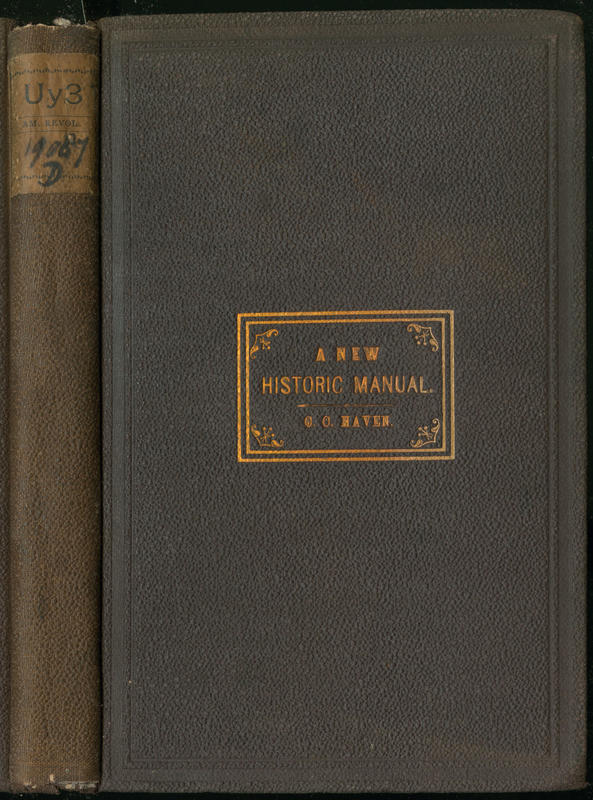 Uy3
AM. REVOL.
19087
D
A NEW
HISTORIC MANUAL.
C. C. HAVEN.